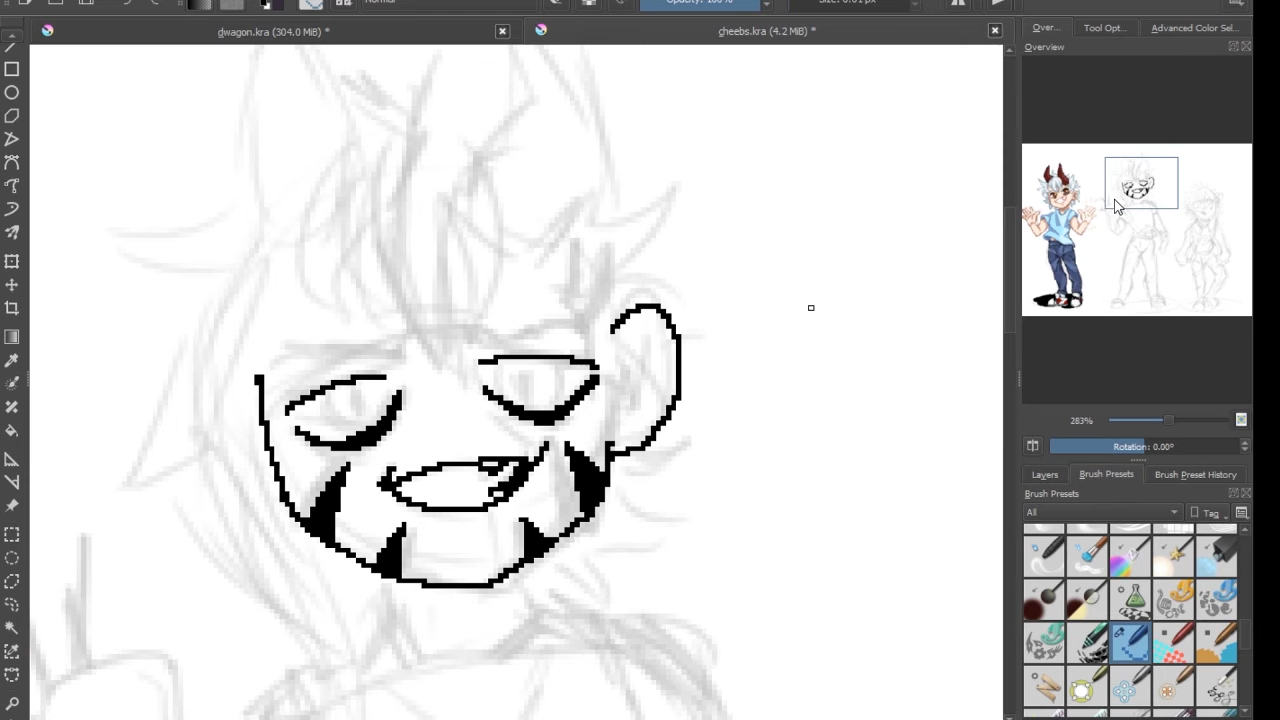 Normal
Opacity: 100%
Size: 0.01 px
dwagon.kra (304.0 MiB) *
cheebs.kra (4.2 MiB) *
Over...
Tool Opt...
Advanced Color Sel...
Overview
283%
Rotation: 0.00°
Layers
Brush Presets
Brush Preset History
Brush Presets
All
Tag